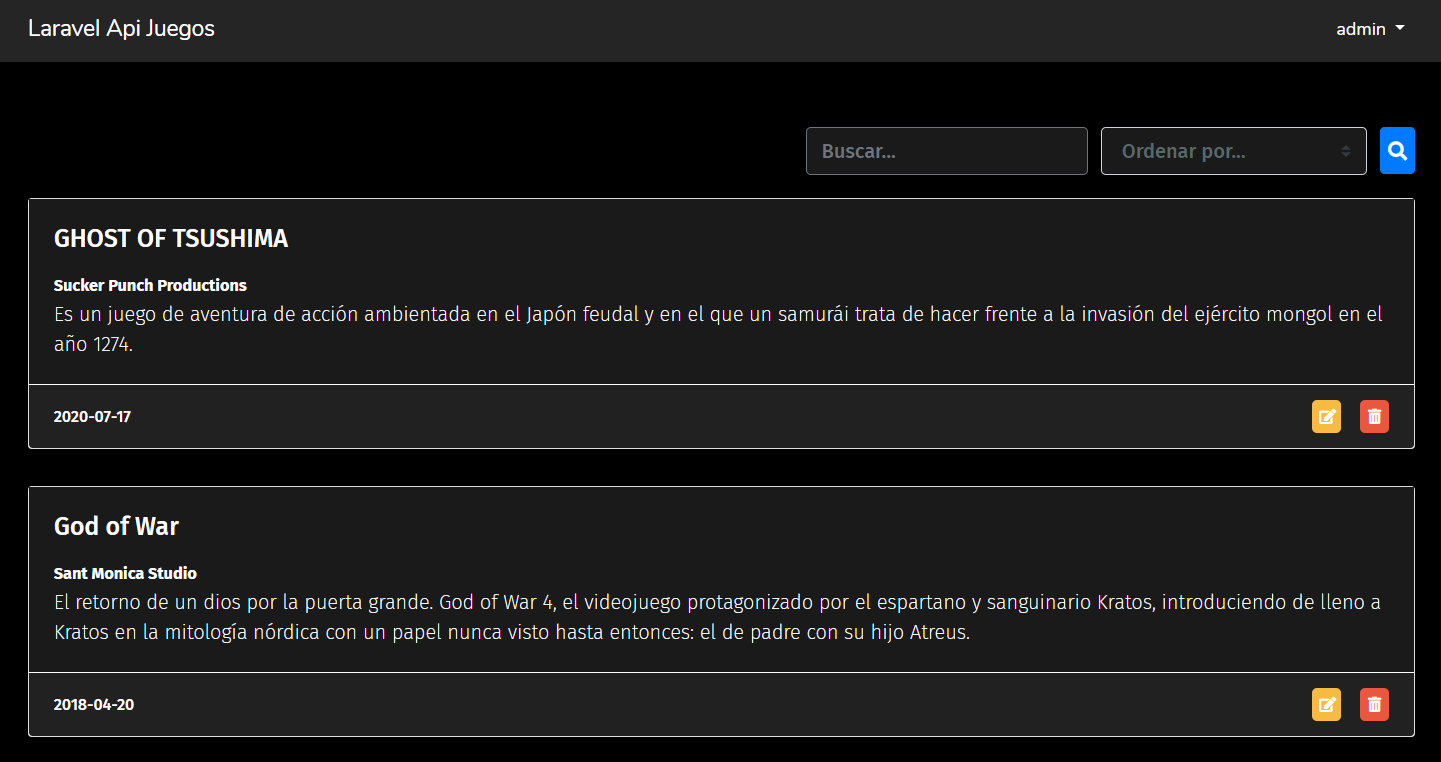 Laravel Api Juegos
admin
Buscar...
Ordenar por...
GHOST OF TSUSHIMA
Sucker Punch Productions
Es un juego de aventura de acción ambientada en el Japón feudal y en el que un samurái trata de hacer frente a la invasión del ejército mongol en el
año 1274.
2020-07-17
God of War
Sant Monica Studio
El retorno de un dios por la puerta grande. God of War 4, el videojuego protagonizado por el espartano y sanguinario Kratos, introduciendo de lleno a
Kratos en la mitología nórdica con un papel nunca visto hasta entonces: el de padre con su hijo Atreus.
2018-04-20